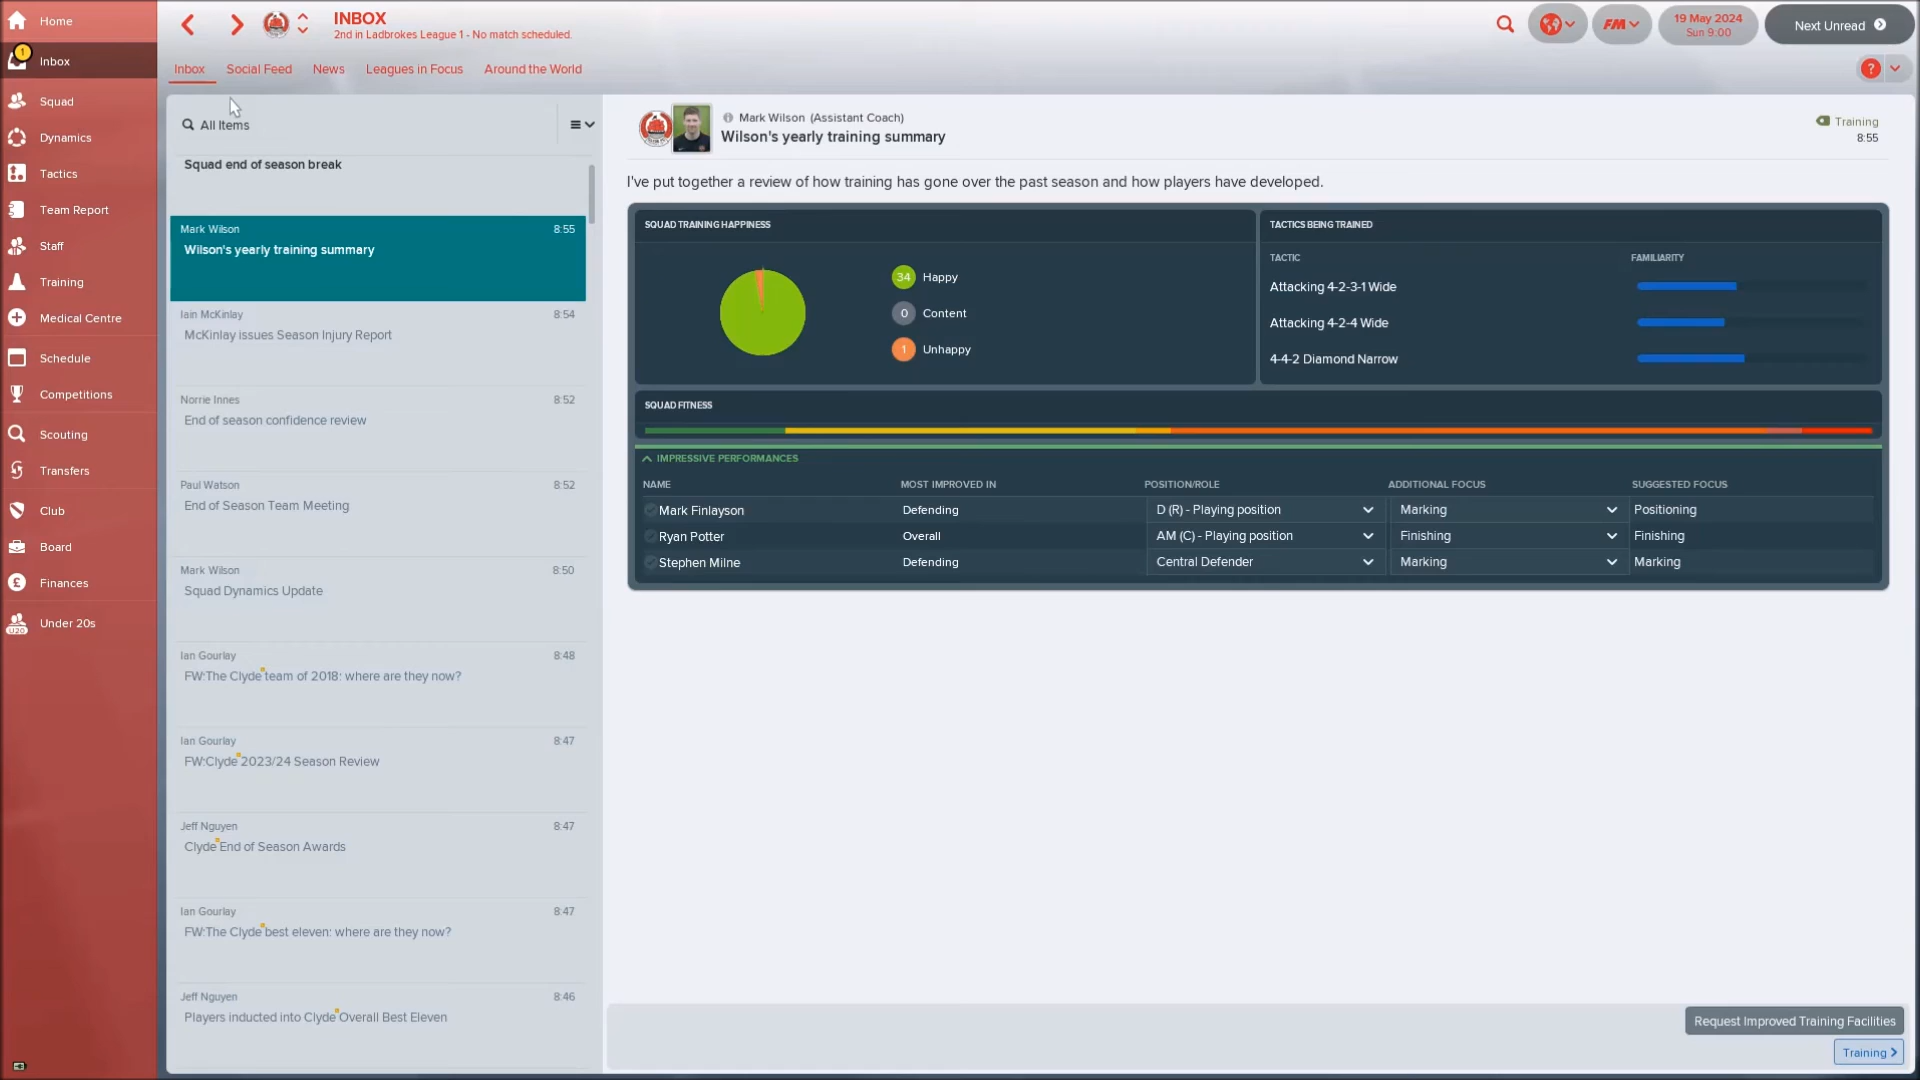 Home
1
Inbox
Squad
Dynamics
Tactics
Team Report
Staff
Training
Medical Centre
Schedule
Competitions
Scouting
Transfers
Club
Board
Finances
U20
Under 20s
INBOX
2nd in Ladbrokes League 1 - No match scheduled.
FM
19 May 2024
Sun 9:00
Next Unread
Inbox
Social Feed
News
Leagues in Focus
Around the World
?
All Items
Squad end of season break
Mark Wilson 8:55
Wilson's yearly training summary
Iain McKinlay 8:54
McKinlay issues Season Injury Report
Norrie Innes 8:52
End of season confidence review
Paul Watson 8:52
End of Season Team Meeting
Mark Wilson 8:50
Squad Dynamics Update
Ian Gourlay 8:48
FW:The Clyde team of 2018: where are they now?
Ian Gourlay 8:47
FW:Clyde 2023/24 Season Review
Jeff Nguyen 8:47
Clyde End of Season Awards
Ian Gourlay 8:47
FW:The Clyde best eleven: where are they now?
Jeff Nguyen 8:46
Players inducted into Clyde Overall Best Eleven
Mark Wilson (Assistant Coach)
Wilson's yearly training summary
Training
8:55
I've put together a review of how training has gone over the past season and how players have developed.
SQUAD TRAINING HAPPINESS
34 Happy
0 Content
1 Unhappy
TACTICS BEING TRAINED
TACTIC FAMILIARITY
Attacking 4-2-3-1 Wide
Attacking 4-2-4 Wide
4-4-2 Diamond Narrow
SQUAD FITNESS
IMPRESSIVE PERFORMANCES
NAME MOST IMPROVED IN POSITION/ROLE ADDITIONAL FOCUS SUGGESTED FOCUS
Mark Finlayson Defending D (R) - Playing position Marking Positioning
Ryan Potter Overall AM (C) - Playing position Finishing Finishing
Stephen Milne Defending Central Defender Marking Marking
Request Improved Training Facilities
Training